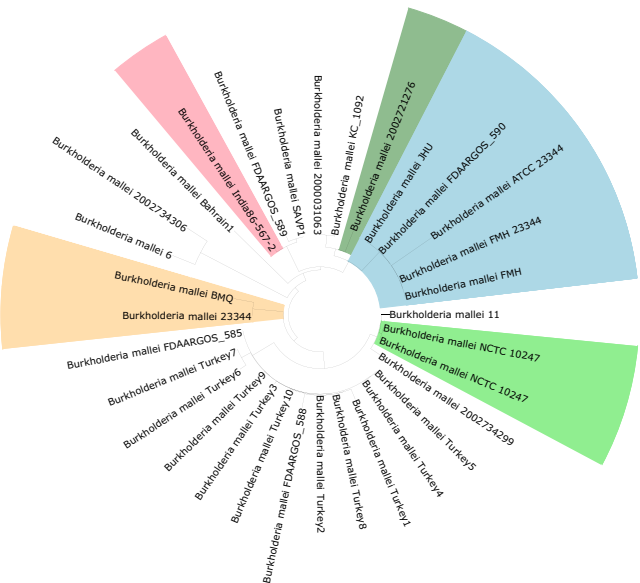 Burkholderia mallei 2002721276
Burkholderia mallei JHU
Burkholderia mallei FDAARGOS_590
Burkholderia mallei ATCC 23344
Burkholderia mallei FMH 23344
Burkholderia mallei FMH
Burkholderia mallei 11
Burkholderia mallei NCTC 10247
Burkholderia mallei NCTC 10247
Burkholderia mallei 2002734299
Burkholderia mallei Turkey5
Burkholderia mallei Turkey4
Burkholderia mallei Turkey1
Burkholderia mallei Turkey8
Burkholderia mallei Turkey2
Burkholderia mallei FDAARGOS_588
Burkholderia mallei Turkey10
Burkholderia mallei Turkey3
Burkholderia mallei Turkey9
Burkholderia mallei Turkey6
Burkholderia mallei Turkey7
Burkholderia mallei FDAARGOS_585
Burkholderia mallei 23344
Burkholderia mallei BMQ
Burkholderia mallei 6
Burkholderia mallei 2002734306
Burkholderia mallei Bahrain1
Burkholderia mallei India86-567-2
Burkholderia mallei FDAARGOS_589
Burkholderia mallei SAVP1
Burkholderia mallei 2000031063
Burkholderia mallei KC_1092